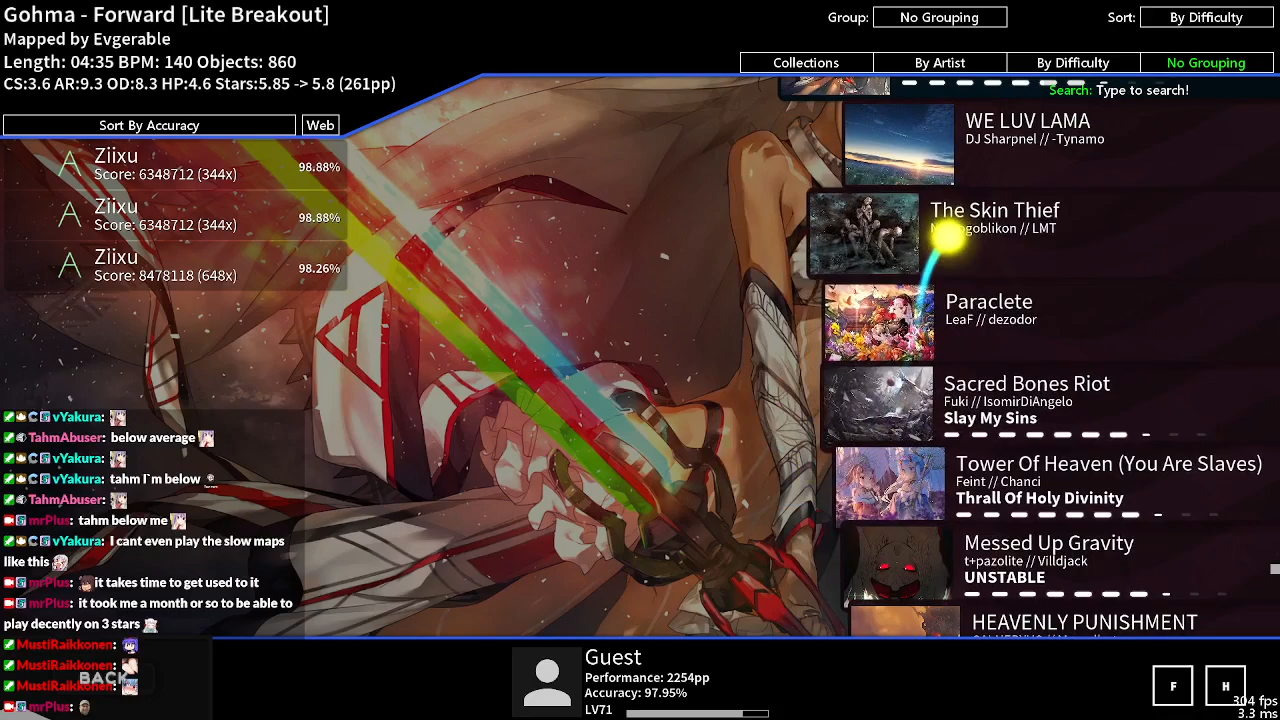 Gohma - Forward [Lite Breakout]
Mapped by Evgerable
Length: 04:35 BPM: 140 Objects: 860
CS:3.6 AR:9.3 OD:8.3 HP:4.6 Stars:5.85 -> 5.8 (261pp)
Group: No Grouping
Sort: By Difficulty
Collections By Artist By Difficulty No Grouping
Search: Type to search!
Sort By Accuracy Web
Ziixu
Score: 6348712 (344x) 98.88%
Ziixu
Score: 6348712 (344x) 98.88%
Ziixu
Score: 8478118 (648x) 98.26%
WE LUV LAMA
DJ Sharpnel // -Tynamo
The Skin Thief
// LMT
Paraclete
LeaF // dezodor
Sacred Bones Riot
Fuki // IsomirDiAngelo
Slay My Sins
Tower Of Heaven (You Are Slaves)
Feint // Chanci
Thrall Of Holy Divinity
Messed Up Gravity
t+pazolite // Villdjack
UNSTABLE
HEAVENLY PUNISHMENT
vYakura:
TahmAbuser: below average
vYakura:
vYakura: tahm I`m below
TahmAbuser:
mrPlus: tahm below me
vYakura: I cant even play the slow maps
like this
mrPlus: it takes time to get used to it
mrPlus: it took me a month or so to be able to
play decently on 3 stars
MustiRaikkonen:
MustiRaikkonen:
MustiRaikkonen:
BACK
mrPlus:
Guest
Performance: 2254pp
Accuracy: 97.95%
LV71
F H
304 fps
3.3 ms